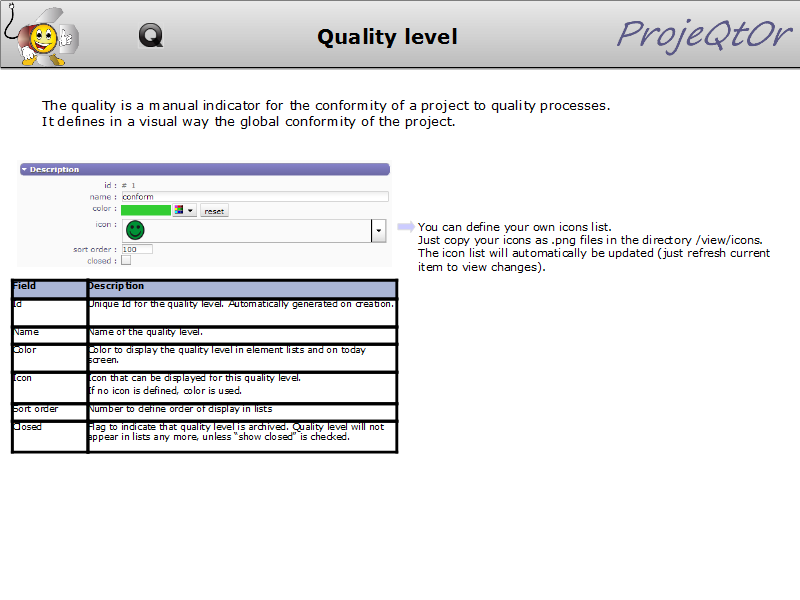 Q
Quality level
ProjeQtOr
The quality is a manual indicator for the conformity of a project to quality processes.
It defines in a visual way the global conformity of the project.
Description
id : # 1
name : conform
color : reset
icon :
sort order : 100
closed :
You can define your own icons list.
Just copy your icons as .png files in the directory /view/icons.
The icon list will automatically be updated (just refresh current
item to view changes).
Field Description
Id Unique Id for the quality level. Automatically generated on creation.
Name Name of the quality level.
Color Color to display the quality level in element lists and on today
screen.
Icon Icon that can be displayed for this quality level.
If no icon is defined, color is used.
Sort order Number to define order of display in lists
Closed Flag to indicate that quality level is archived. Quality level will not
appear in lists any more, unless “show closed” is checked.